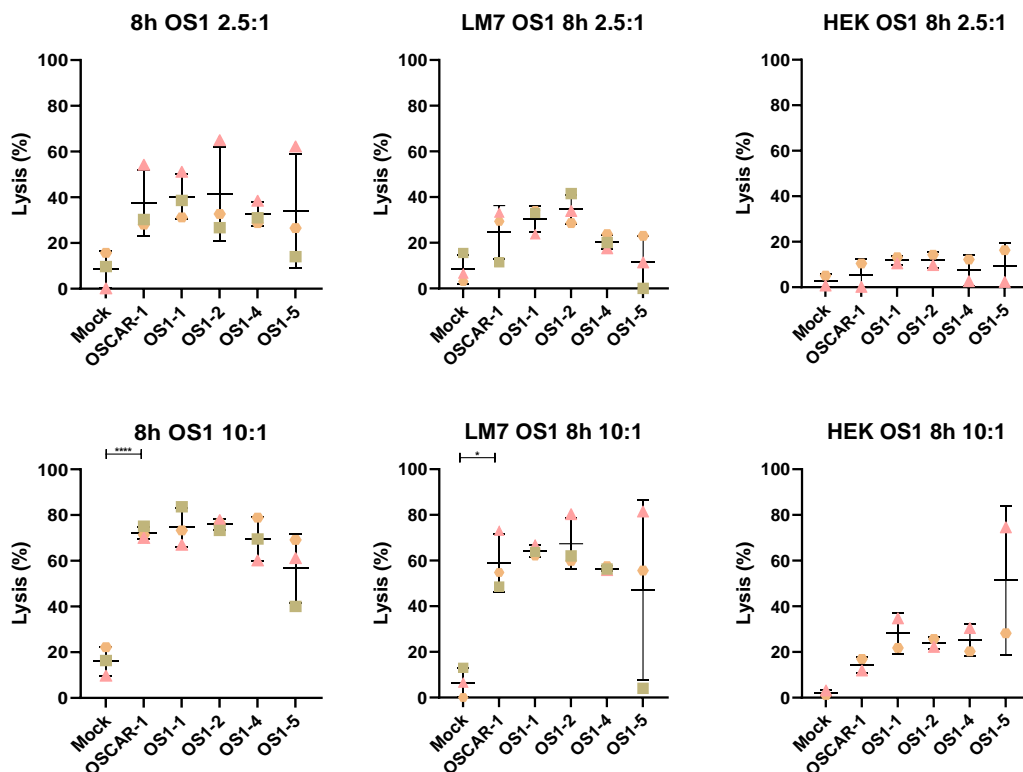 8h OS1 2.5:1
Lysis (%)
100
80
60
40
20
0
Mock
OSCAR-1
OS1-1
OS1-2
OS1-4
OS1-5
LM7 OS1 8h 2.5:1
Lysis (%)
100
80
60
40
20
0
Mock
OSCAR-1
OS1-1
OS1-2
OS1-4
OS1-5
HEK OS1 8h 2.5:1
Lysis (%)
100
80
60
40
20
0
Mock
OSCAR-1
OS1-1
OS1-2
OS1-4
OS1-5
8h OS1 10:1
****
Lysis (%)
100
80
60
40
20
0
Mock
OSCAR-1
OS1-1
OS1-2
OS1-4
OS1-5
LM7 OS1 8h 10:1
*
Lysis (%)
100
80
60
40
20
0
Mock
OSCAR-1
OS1-1
OS1-2
OS1-4
OS1-5
HEK OS1 8h 10:1
Lysis (%)
100
80
60
40
20
0
Mock
OSCAR-1
OS1-1
OS1-2
OS1-4
OS1-5